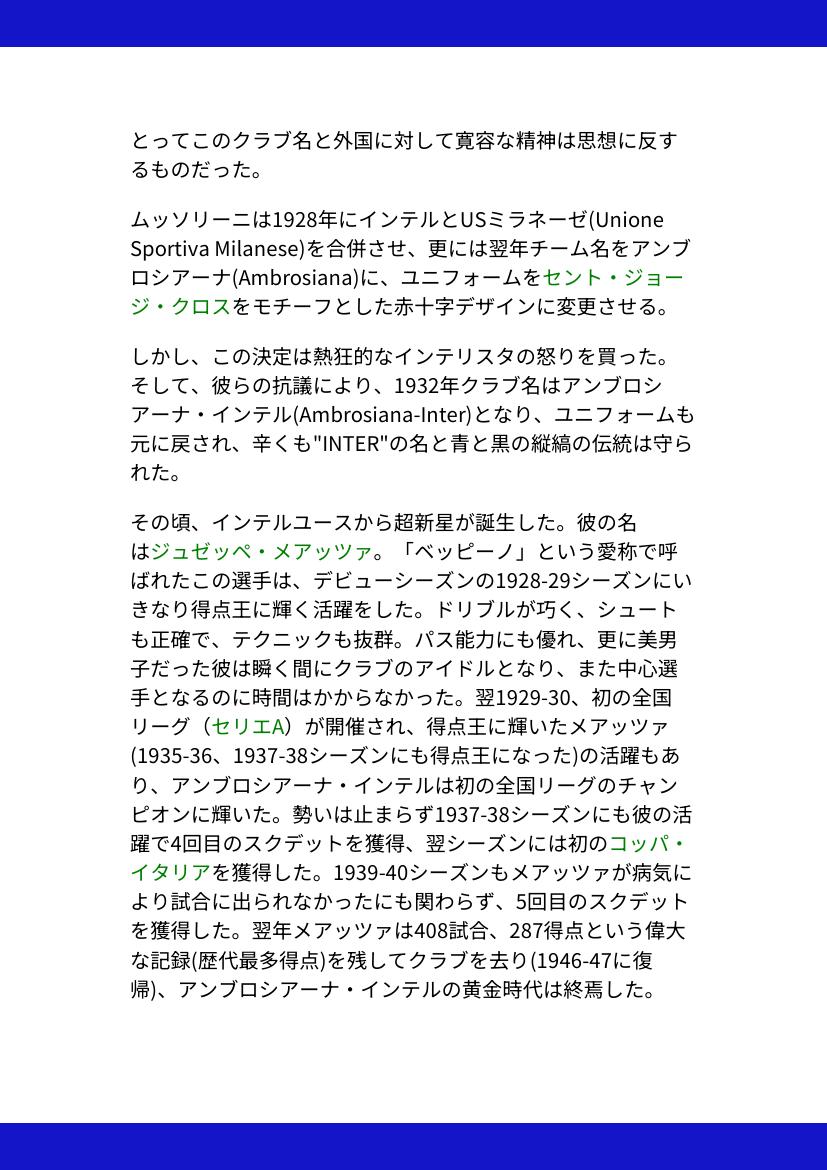 とってこのクラブ名と外国に対して寛容な精神は思想に反す
るものだった。
ムッソリーニは1928年にインテルとUSミラネーゼ(Unione
Sportiva Milanese)を合併させ、更には翌年チーム名をアンブ
ロシアーナ(Ambrosiana)に、ユニフォームをセント・ジョー
ジ・クロスをモチーフとした赤十字デザインに変更させる。
しかし、この決定は熱狂的なインテリスタの怒りを買った。
そして、彼らの抗議により、1932年クラブ名はアンブロシ
アーナ・インテル(Ambrosiana-Inter)となり、ユニフォームも
元に戻され、辛くも"INTER"の名と青と黒の縦縞の伝統は守ら
れた。
その頃、インテルユースから超新星が誕生した。彼の名
はジュゼッペ・メアッツァ。「ベッピーノ」という愛称で呼
ばれたこの選手は、デビューシーズンの1928-29シーズンにい
きなり得点王に輝く活躍をした。ドリブルが巧く、シュート
も正確で、テクニックも抜群。パス能力にも優れ、更に美男
子だった彼は瞬く間にクラブのアイドルとなり、また中心選
手となるのに時間はかからなかった。翌1929-30、初の全国
リーグ（セリエA）が開催され、得点王に輝いたメアッツァ
(1935-36、1937-38シーズンにも得点王になった)の活躍もあ
り、アンブロシアーナ・インテルは初の全国リーグのチャン
ピオンに輝いた。勢いは止まらず1937-38シーズンにも彼の活
躍で4回目のスクデットを獲得、翌シーズンには初のコッパ・
イタリアを獲得した。1939-40シーズンもメアッツァが病気に
より試合に出られなかったにも関わらず、5回目のスクデット
を獲得した。翌年メアッツァは408試合、287得点という偉大
な記録(歴代最多得点)を残してクラブを去り(1946-47に復
帰)、アンブロシアーナ・インテルの黄金時代は終焉した。